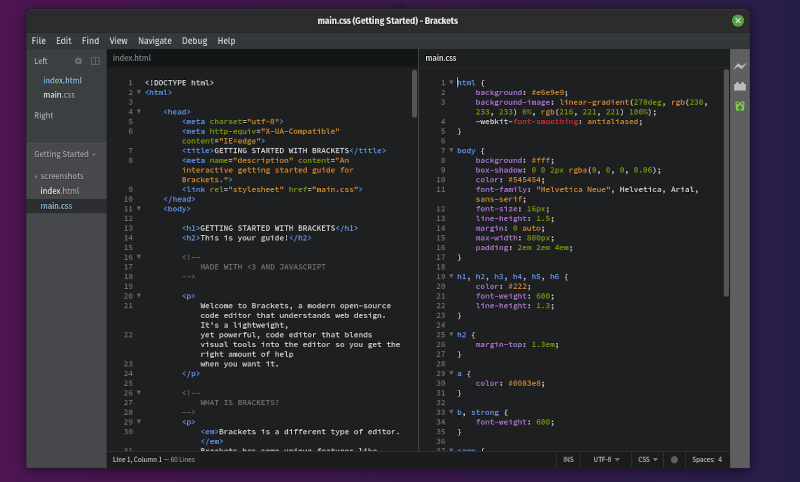 main.css (Getting Started) - Brackets
File Edit Find View Navigate Debug Help
Left
index.html
main.css
Right
Getting Started
screenshots
index.html
main.css
index.html
1 <!DOCTYPE html>
2 <html>
3
4 <head>
5 <meta charset="utf-8">
6 <meta http-equiv="X-UA-Compatible"
content="IE=edge">
7 <title>GETTING STARTED WITH BRACKETS</title>
8 <meta name="description" content="An
interactive getting started guide for
Brackets.">
9 <link rel="stylesheet" href="main.css">
10 </head>
11 <body>
12
13 <h1>GETTING STARTED WITH BRACKETS</h1>
14 <h2>This is your guide!</h2>
15
16 <!--
17 MADE WITH <3 AND JAVASCRIPT
18 -->
19
20 <p>
21 Welcome to Brackets, a modern open-source
code editor that understands web design.
It's a lightweight,
22 yet powerful, code editor that blends
visual tools into the editor so you get the
right amount of help
23 when you want it.
24 </p>
25
26 <!--
27 WHAT IS BRACKETS?
28 -->
29 <p>
30 <em>Brackets is a different type of editor.
</em>
31 Brackets has some unique features like
main.css
1 html {
2 background: #e6e9e9;
3 background-image: linear-gradient(270deg, rgb(230,
233, 233) 0%, rgb(216, 221, 221) 100%);
4 -webkit-font-smoothing: antialiased;
5 }
6
7 body {
8 background: #fff;
9 box-shadow: 0 0 2px rgba(0, 0, 0, 0.06);
10 color: #545454;
11 font-family: "Helvetica Neue", Helvetica, Arial,
sans-serif;
12 font-size: 16px;
13 line-height: 1.5;
14 margin: 0 auto;
15 max-width: 800px;
16 padding: 2em 2em 4em;
17 }
18
19 h1, h2, h3, h4, h5, h6 {
20 color: #222;
21 font-weight: 600;
22 line-height: 1.3;
23 }
24
25 h2 {
26 margin-top: 1.3em;
27 }
28
29 a {
30 color: #0083e8;
31 }
32
33 b, strong {
34 font-weight: 600;
35 }
36
37 samp {
Line 1, Column 1 — 60 Lines
INS UTF-8 CSS Spaces: 4